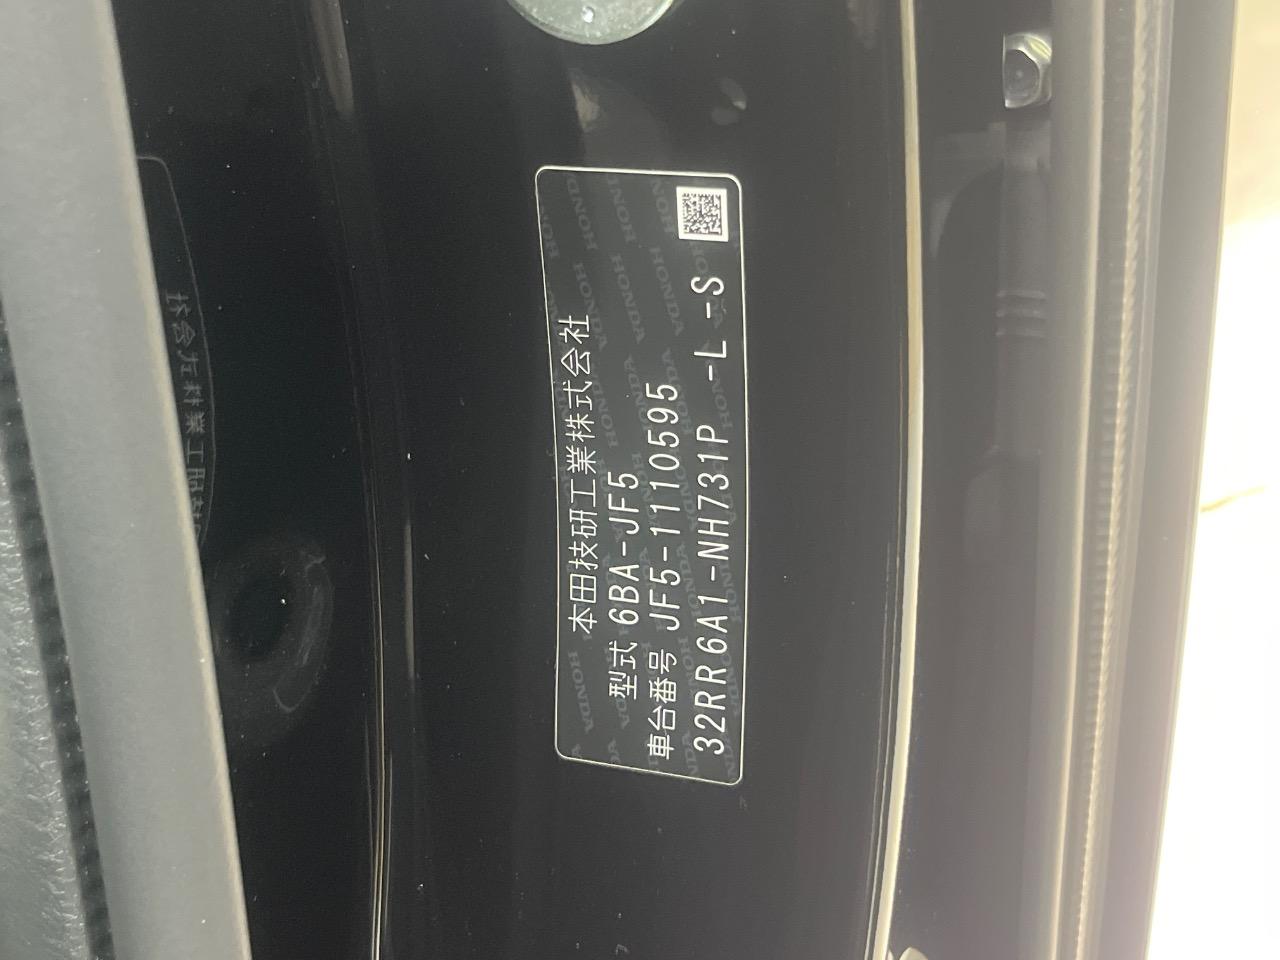 本田技研工業株式会社
型式 6BA-JF5
車台番号 JF5-1110595
32RR6A1-NH731P -L -S